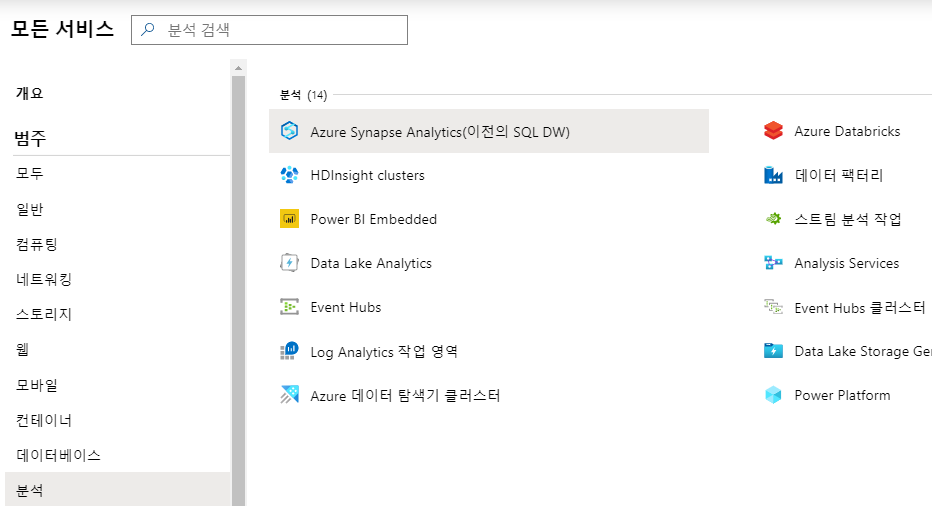 모든 서비스
분석 검색
개요
범주
모두
일반
컴퓨팅
네트워킹
스토리지
웹
모바일
컨테이너
데이터베이스
분석
분석 (14)
Azure Synapse Analytics(이전의 SQL DW)
Azure Databricks
HDInsight clusters
데이터 팩터리
Power BI Embedded
스트림 분석 작업
Data Lake Analytics
Analysis Services
Event Hubs
Event Hubs 클러스터
Log Analytics 작업 영역
Data Lake Storage Ge
Azure 데이터 탐색기 클러스터
Power Platform